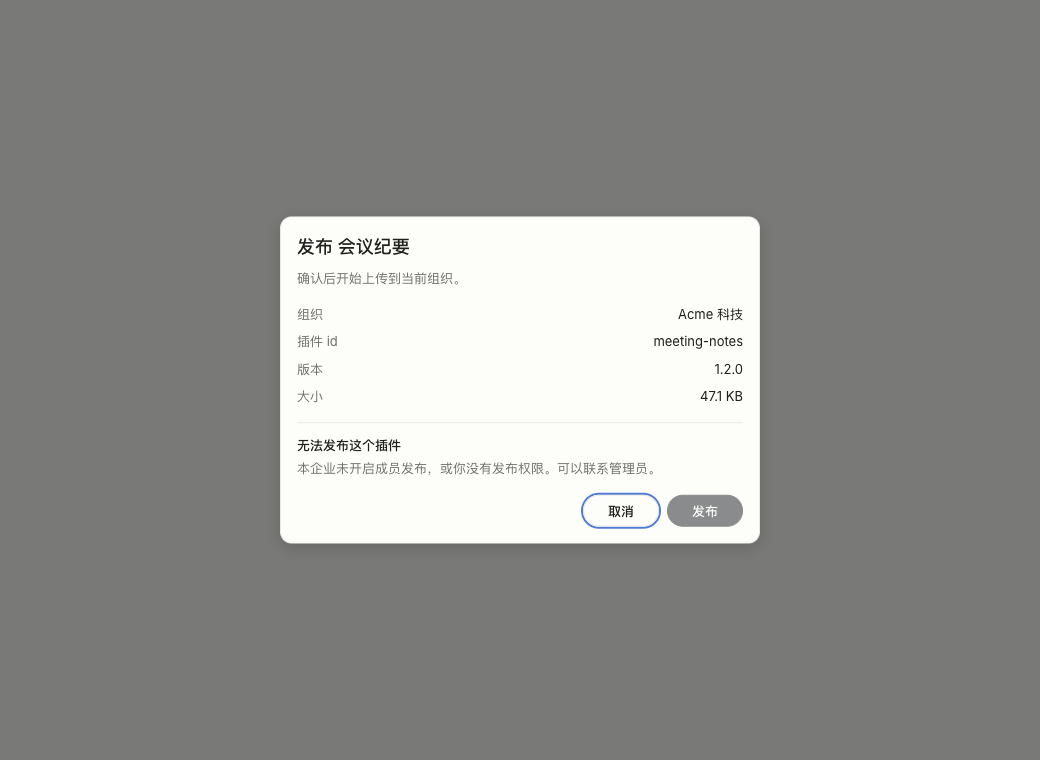 发布 会议纪要
确认后开始上传到当前组织。
组织 Acme 科技
插件 id meeting-notes
版本 1.2.0
大小 47.1 KB
无法发布这个插件
本企业未开启成员发布，或你没有发布权限。可以联系管理员。
取消 发布